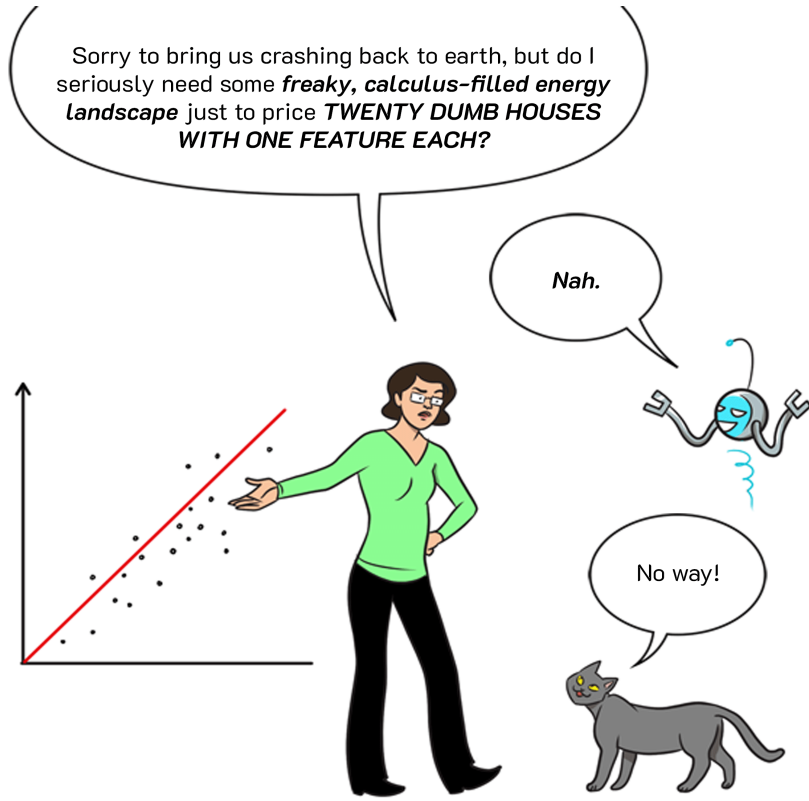 Sorry to bring us crashing back to earth, but do I
seriously need some freaky, calculus-filled energy
landscape just to price TWENTY DUMB HOUSES
WITH ONE FEATURE EACH?
Nah.
No way!